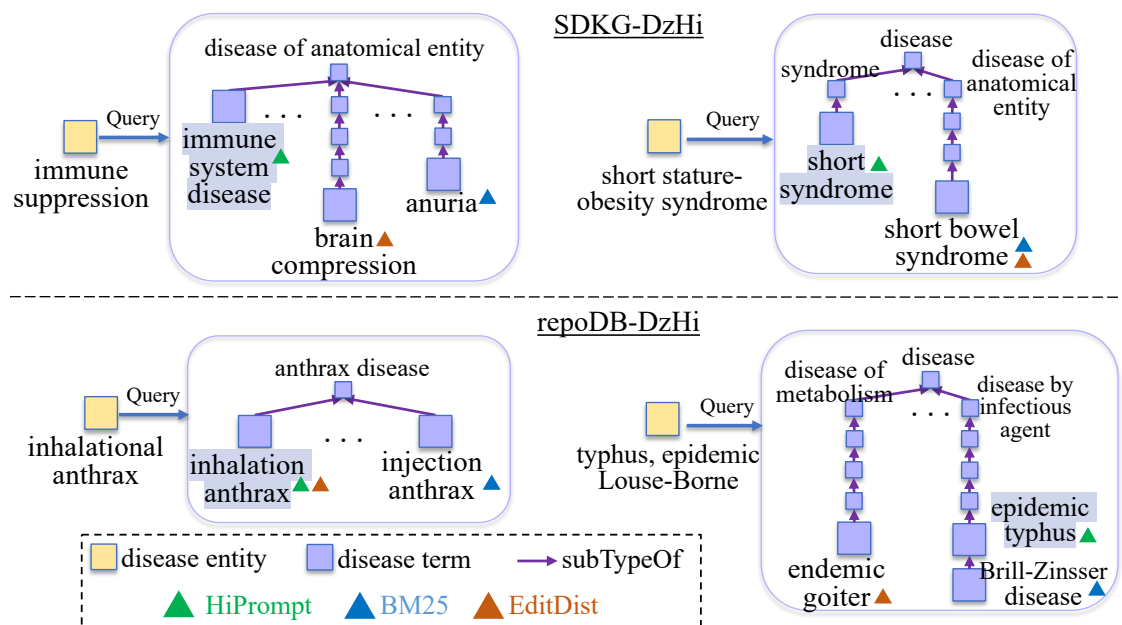 SDKG-DzHi
disease of anatomical entity
Query
immune
suppression
. . .
. . .
immune
system
disease
brain
compression
anuria
disease
syndrome
disease of
anatomical
entity
. . .
Query
short stature-
obesity syndrome
short
syndrome
short bowel
syndrome
repoDB-DzHi
anthrax disease
Query
inhalational
anthrax
. . .
inhalation
anthrax
injection
anthrax
disease
disease of
metabolism
disease by
infectious
agent
. . .
Query
typhus, epidemic
Louse-Borne
epidemic
typhus
endemic
goiter
Brill-Zinsser
disease
disease entity
disease term
subTypeOf
HiPrompt
BM25
EditDist